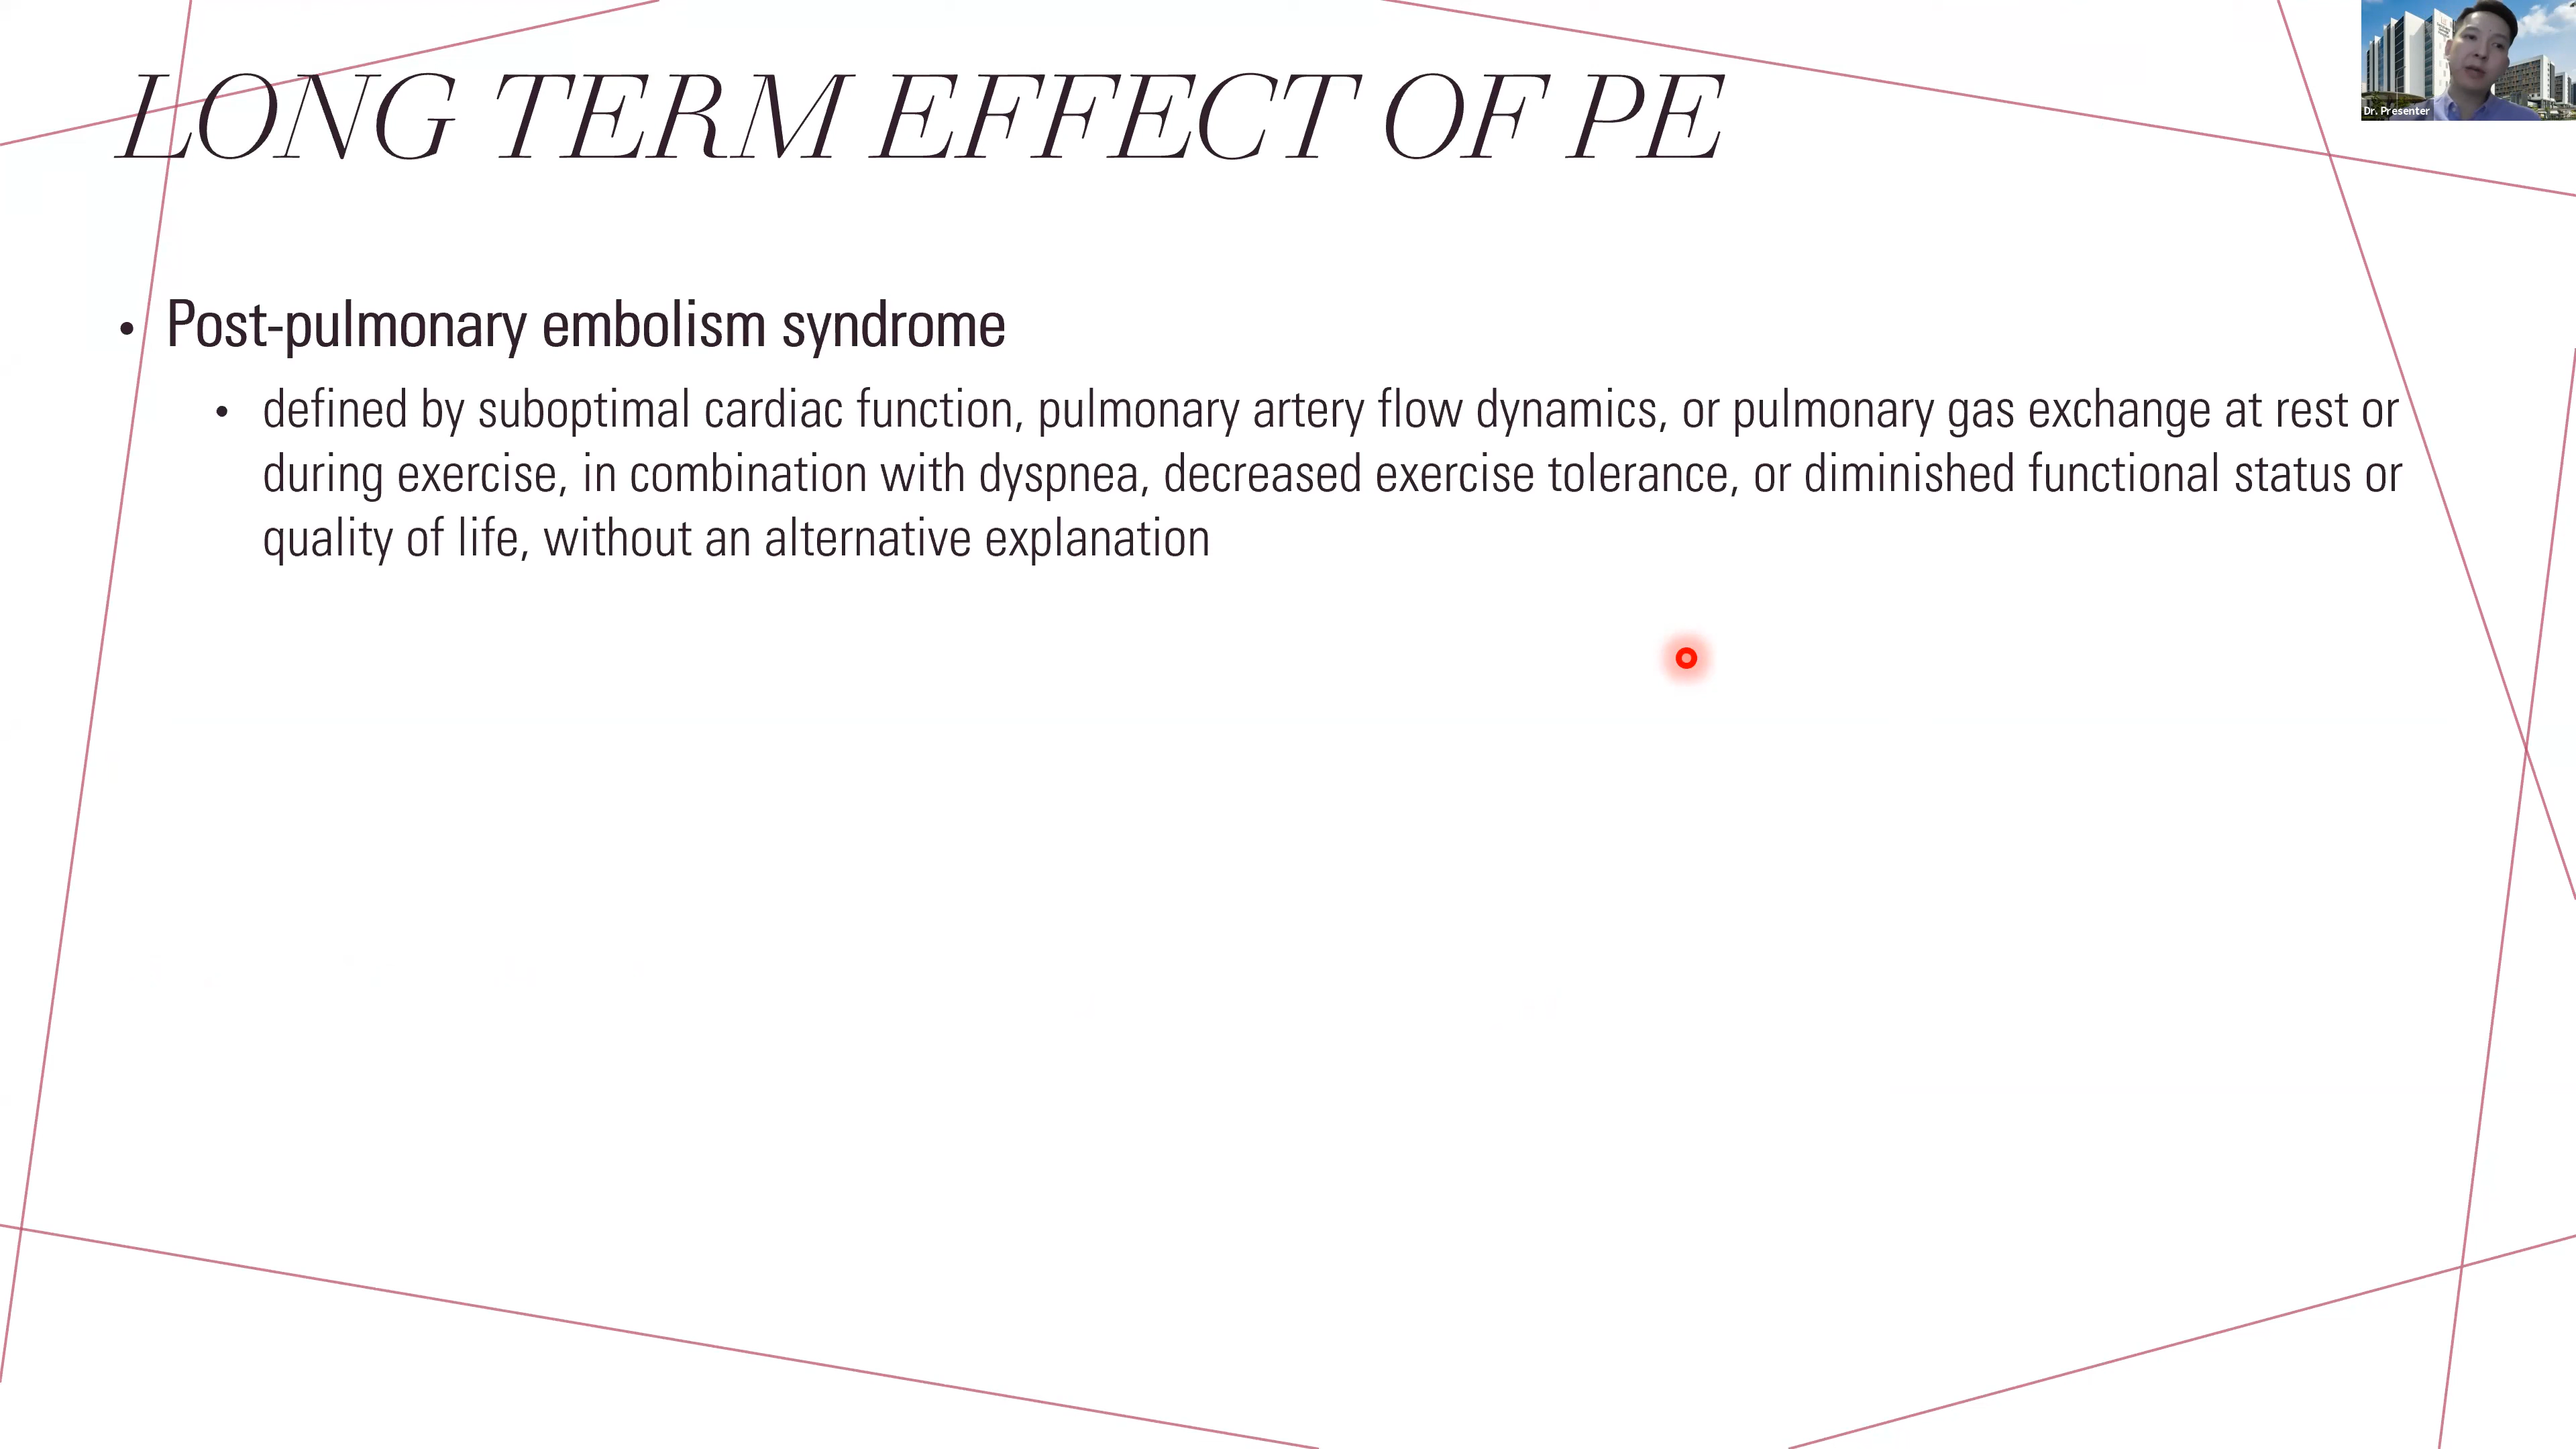 LONG TERM EFFECT OF PE
Dr. Presenter
• Post-pulmonary embolism syndrome
• defined by suboptimal cardiac function, pulmonary artery flow dynamics, or pulmonary gas exchange at rest or
during exercise, in combination with dyspnea, decreased exercise tolerance, or diminished functional status or
quality of life, without an alternative explanation